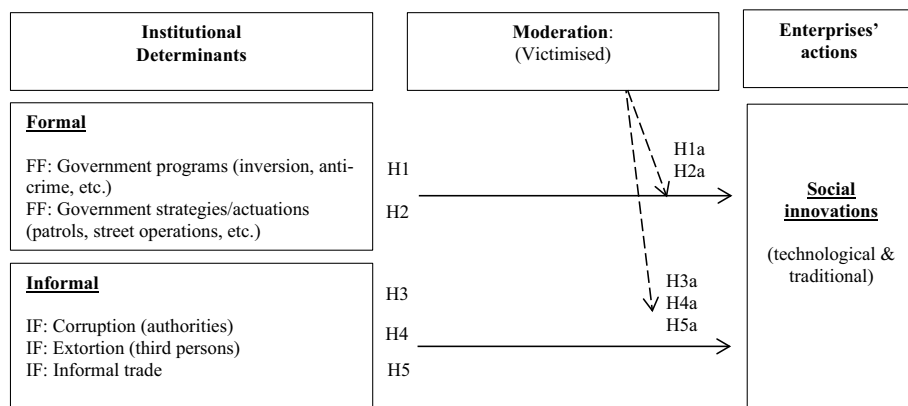 Institutional
Determinants
Moderation:
(Victimised)
Enterprises'
actions
Formal
FF: Government programs (inversion, anti-
crime, etc.)
FF: Government strategies/actuations
(patrols, street operations, etc.)
H1
H2
H1a
H2a
Informal
IF: Corruption (authorities)
IF: Extortion (third persons)
IF: Informal trade
H3
H4
H5
H3a
H4a
H5a
Social
innovations
(technological &
traditional)